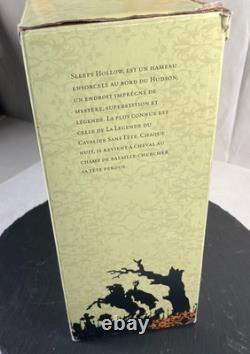 Sleepy Hollow, est un hameau
ensorcelé au bord du Hudson;
un endroit imprégné de
mystère, superstition et
légende. La plus connue est
celle de La Légende du
Cavalier Sans Tête. Chaque
nuit, il revient à cheval au
champ de bataille chercher
sa tête perdue.